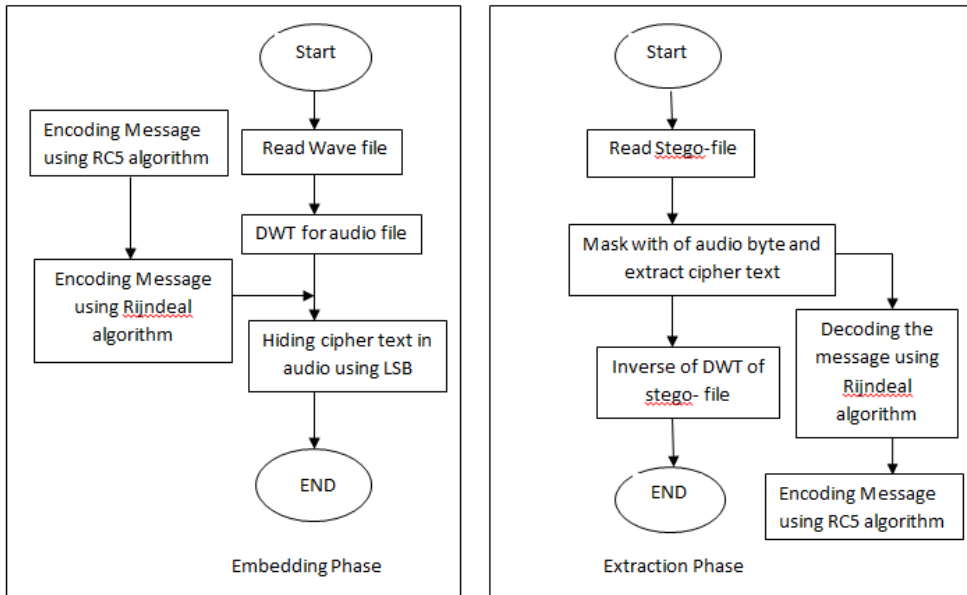 Start
Encoding Message
using RC5 algorithm
Read Wave file
DWT for audio file
Encoding Message
using Rijndeal
algorithm
Hiding cipher text in
audio using LSB
END
Embedding Phase
Start
Read Stego-file
Mask with of audio byte and
extract cipher text
Decoding the
message using
Rijndeal
algorithm
Inverse of DWT of
stego- file
END
Encoding Message
using RC5 algorithm
Extraction Phase